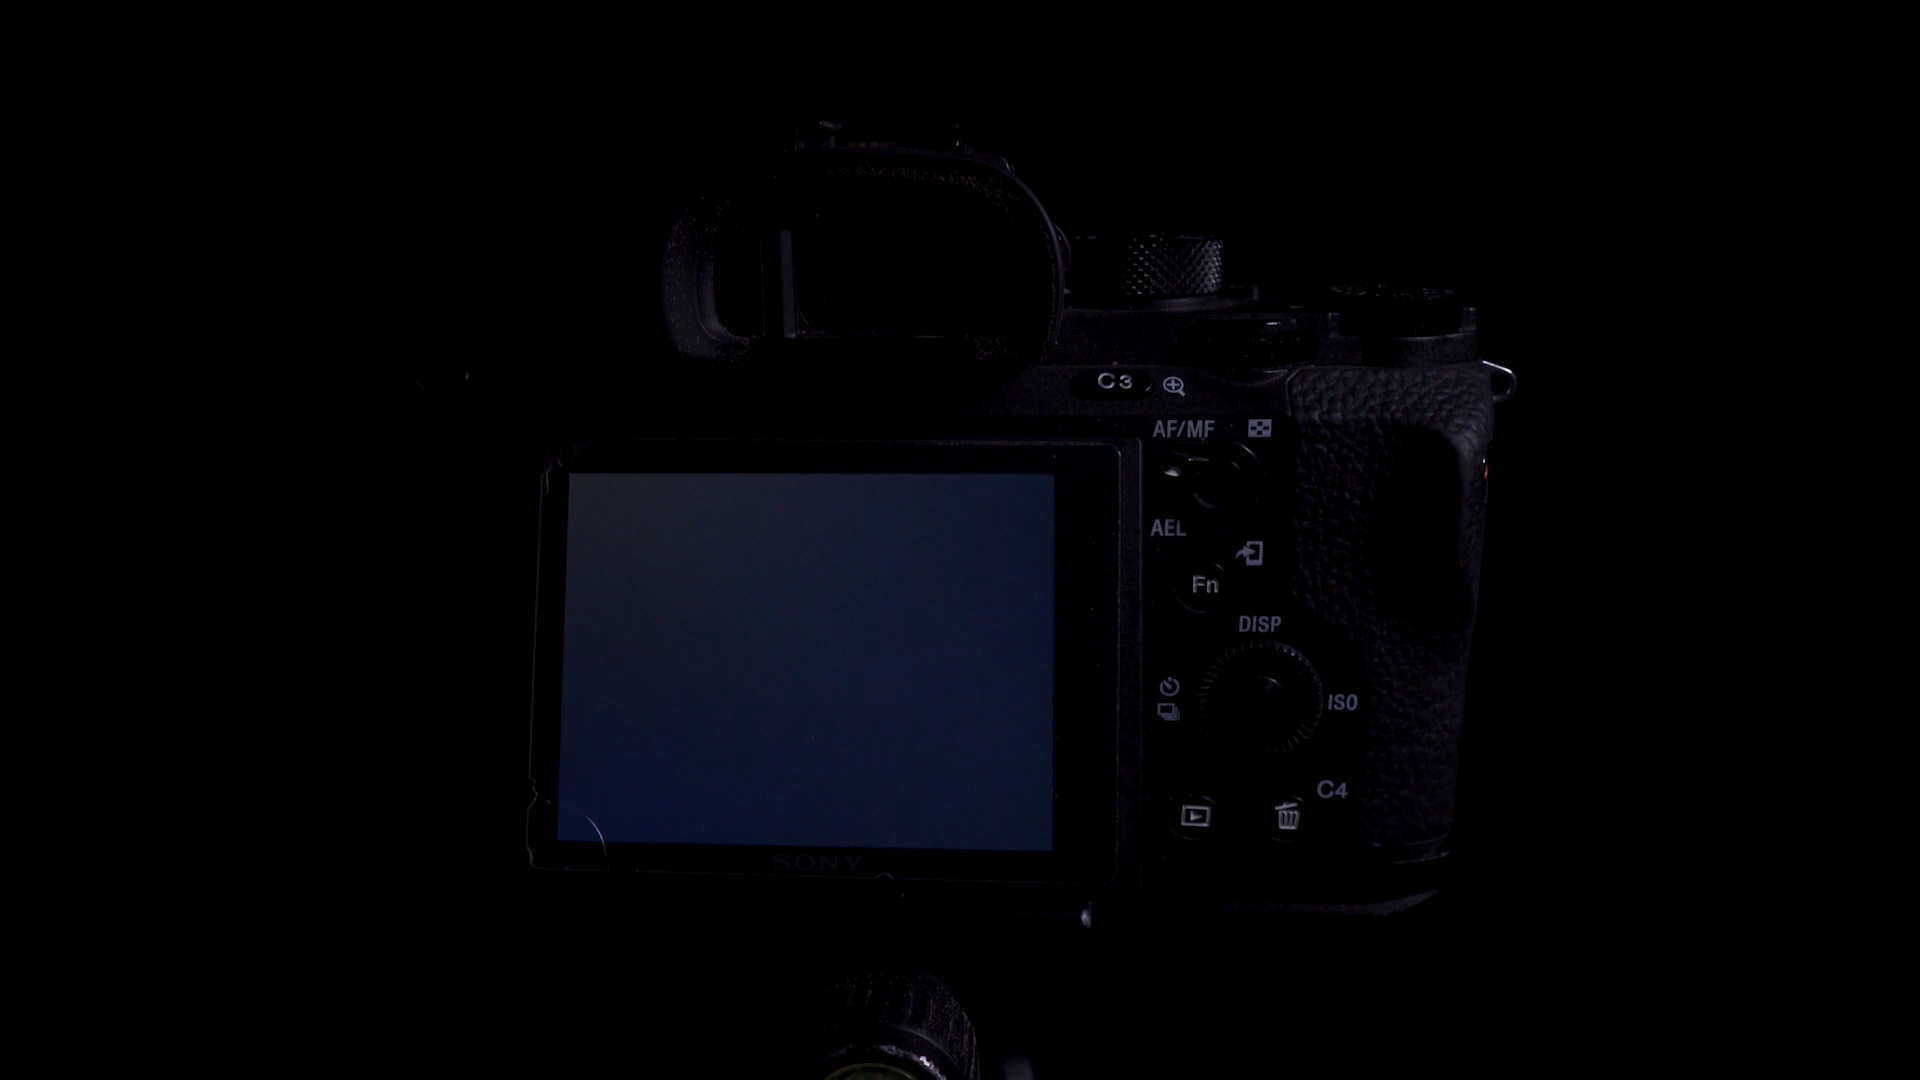 C3
AF/MF
AEL
Fn
DISP
ISO
C4
SONY